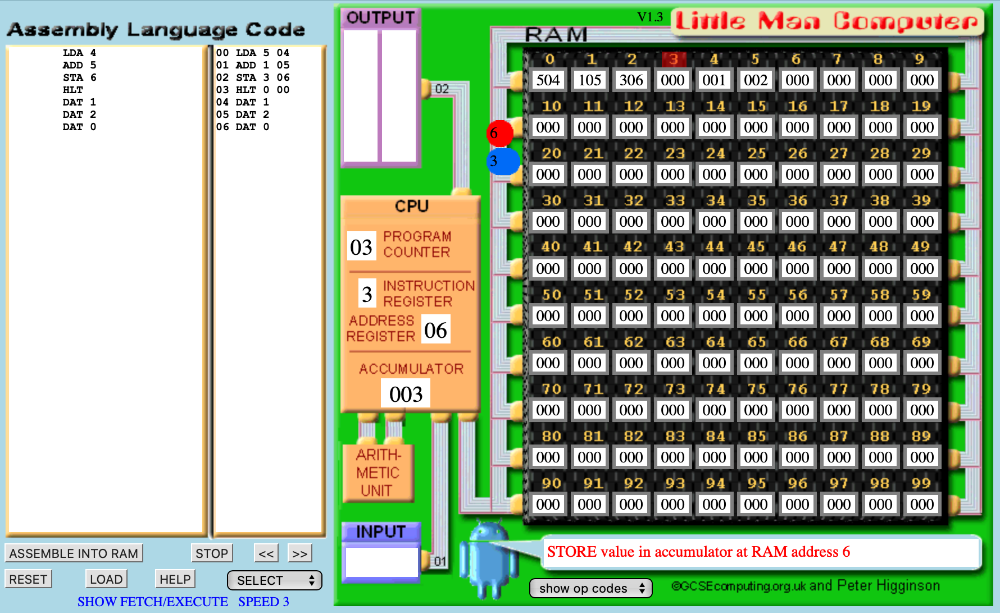 Assembly Language Code
LDA 4
ADD 5
STA 6
HLT
DAT 1
DAT 2
DAT 0
00 LDA 5 04
01 ADD 1 05
02 STA 3 06
03 HLT 0 00
04 DAT 1
05 DAT 2
06 DAT 0
ASSEMBLE INTO RAM
STOP
<<
>>
RESET
LOAD
HELP
SELECT
SHOW FETCH/EXECUTE SPEED 3
OUTPUT
02
6
3
CPU
03 PROGRAM
COUNTER
3 INSTRUCTION
REGISTER
ADDRESS
REGISTER 06
ACCUMULATOR
003
ARITH-
METIC
UNIT
INPUT
01
V1.3
Little Man Computer
RAM
0 1 2 3 4 5 6 7 8 9
504 105 306 000 001 002 000 000 000 000
10 11 12 13 14 15 16 17 18 19
000 000 000 000 000 000 000 000 000 000
20 21 22 23 24 25 26 27 28 29
000 000 000 000 000 000 000 000 000 000
30 31 32 33 34 35 36 37 38 39
000 000 000 000 000 000 000 000 000 000
40 41 42 43 44 45 46 47 48 49
000 000 000 000 000 000 000 000 000 000
50 51 52 53 54 55 56 57 58 59
000 000 000 000 000 000 000 000 000 000
60 61 62 63 64 65 66 67 68 69
000 000 000 000 000 000 000 000 000 000
70 71 72 73 74 75 76 77 78 79
000 000 000 000 000 000 000 000 000 000
80 81 82 83 84 85 86 87 88 89
000 000 000 000 000 000 000 000 000 000
90 91 92 93 94 95 96 97 98 99
000 000 000 000 000 000 000 000 000 000
STORE value in accumulator at RAM address 6
show op codes
©GCSEcomputing.org.uk and Peter Higginson